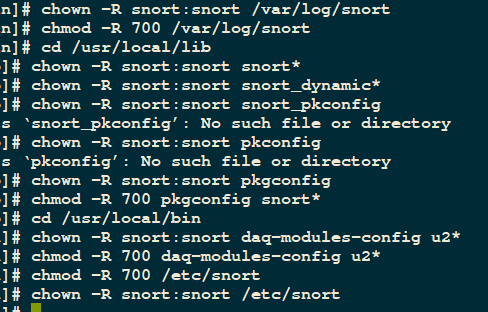 n]# chown -R snort:snort /var/log/snort
n]# chmod -R 700 /var/log/snort
n]# cd /usr/local/lib
]# chown -R snort:snort snort*
]# chown -R snort:snort snort_dynamic*
]# chown -R snort:snort snort_pkconfig
s ‘snort_pkconfig’: No such file or directory
]# chown -R snort:snort pkconfig
s ‘pkconfig’: No such file or directory
]# chown -R snort:snort pkgconfig
]# chmod -R 700 pkgconfig snort*
]# cd /usr/local/bin
]# chown -R snort:snort daq-modules-config u2*
]# chmod -R 700 daq-modules-config u2*
]# chmod -R 700 /etc/snort
]# chown -R snort:snort /etc/snort
]#